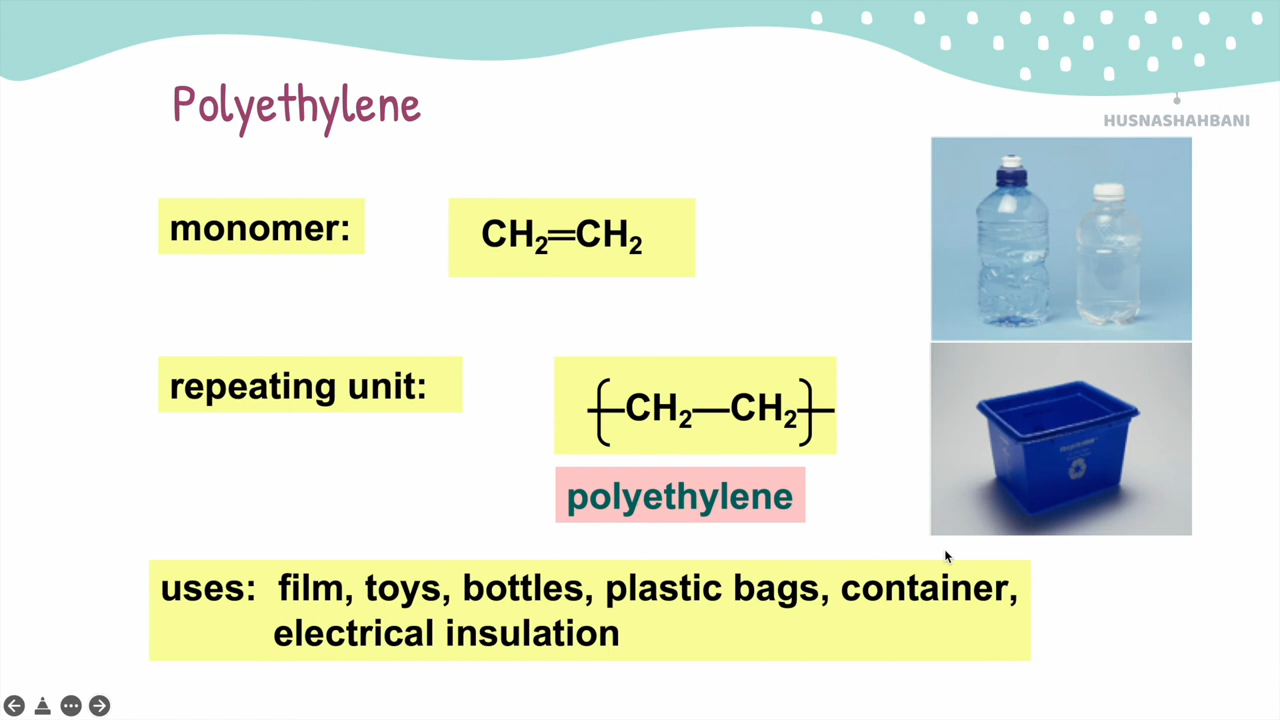 Polyethylene
HUSNASHAHBANI
monomer:
CH₂=CH₂
repeating unit:
[CH₂—CH₂]
polyethylene
uses: film, toys, bottles, plastic bags, container,
electrical insulation